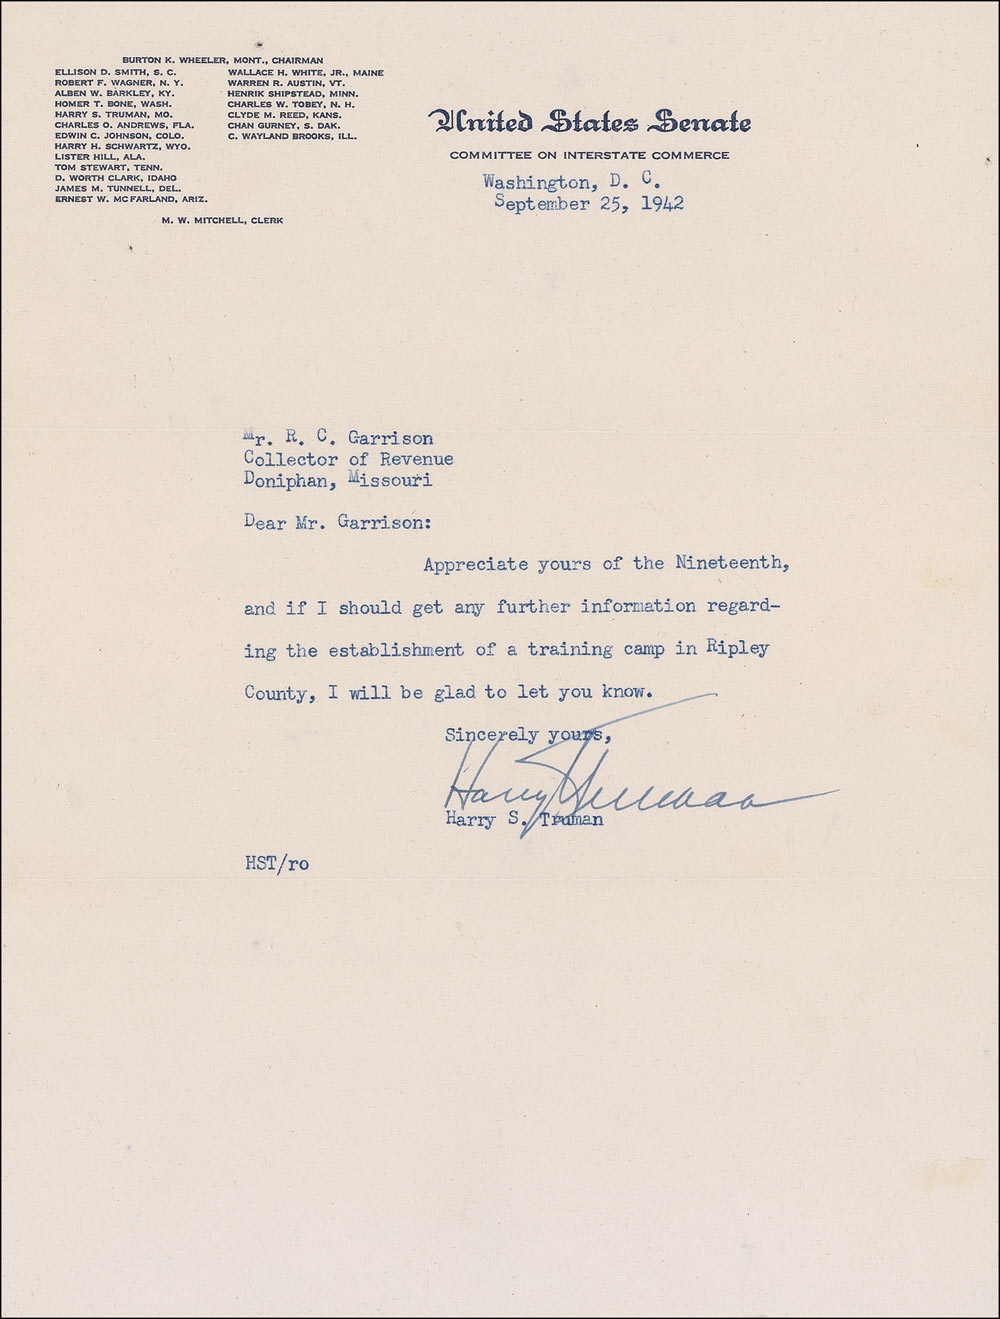 BURTON K. WHEELER, MONT., CHAIRMAN
ELLISON D. SMITH, S. C.
ROBERT F. WAGNER, N. Y.
ALBEN W. BARKLEY, KY.
HOMER T. BONE, WASH.
HARRY S. TRUMAN, MO.
CHARLES O. ANDREWS, FLA.
EDWIN C. JOHNSON, COLO.
HARRY H. SCHWARTZ, WYO.
LISTER HILL, ALA.
TOM STEWART, TENN.
D. WORTH CLARK, IDAHO
JAMES M. TUNNELL, DEL.
ERNEST W. MCFARLAND, ARIZ.
WALLACE H. WHITE, JR., MAINE
WARREN R. AUSTIN, VT.
HENRIK SHIPSTEAD, MINN.
CHARLES W. TOBEY, N. H.
CLYDE M. REED, KANS.
CHAN GURNEY, S. DAK.
C. WAYLAND BROOKS, ILL.
M. W. MITCHELL, CLERK
United States Senate
COMMITTEE ON INTERSTATE COMMERCE
Washington, D. C.
September 25, 1942
Mr. R. C. Garrison
Collector of Revenue
Doniphan, Missouri
Dear Mr. Garrison:
Appreciate yours of the Nineteenth,
and if I should get any further information regard-
ing the establishment of a training camp in Ripley
County, I will be glad to let you know.
Sincerely yours,
Harry S Truman
Harry S. Truman
HST/ro